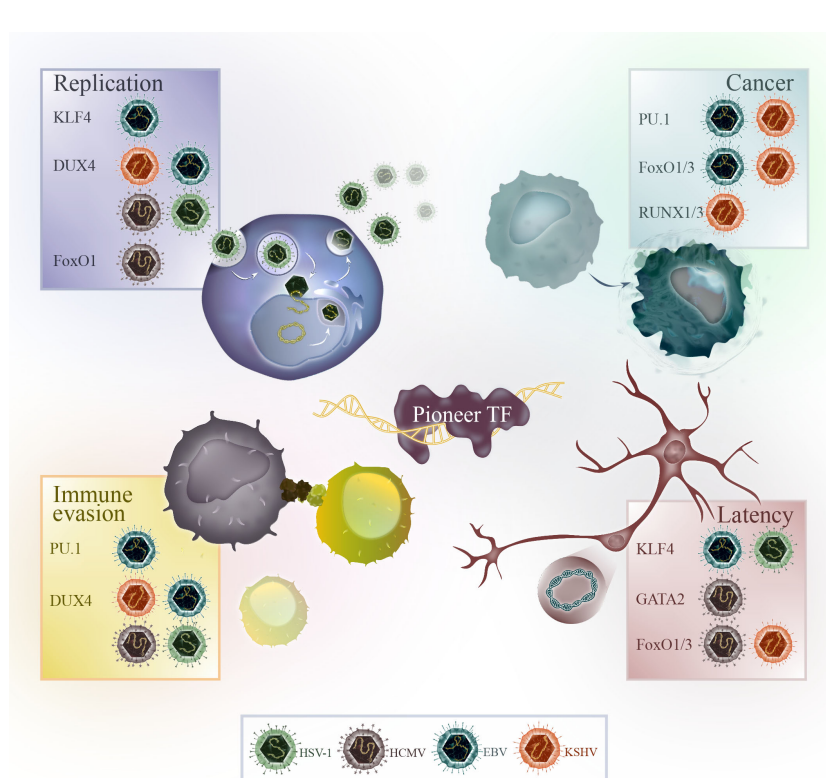 Replication
KLF4
DUX4
FoxO1
Cancer
PU.1
FoxO1/3
RUNX1/3
Pioneer TF
Immune
evasion
PU.1
DUX4
Latency
KLF4
GATA2
FoxO1/3
HSV-1 HCMV EBV KSHV